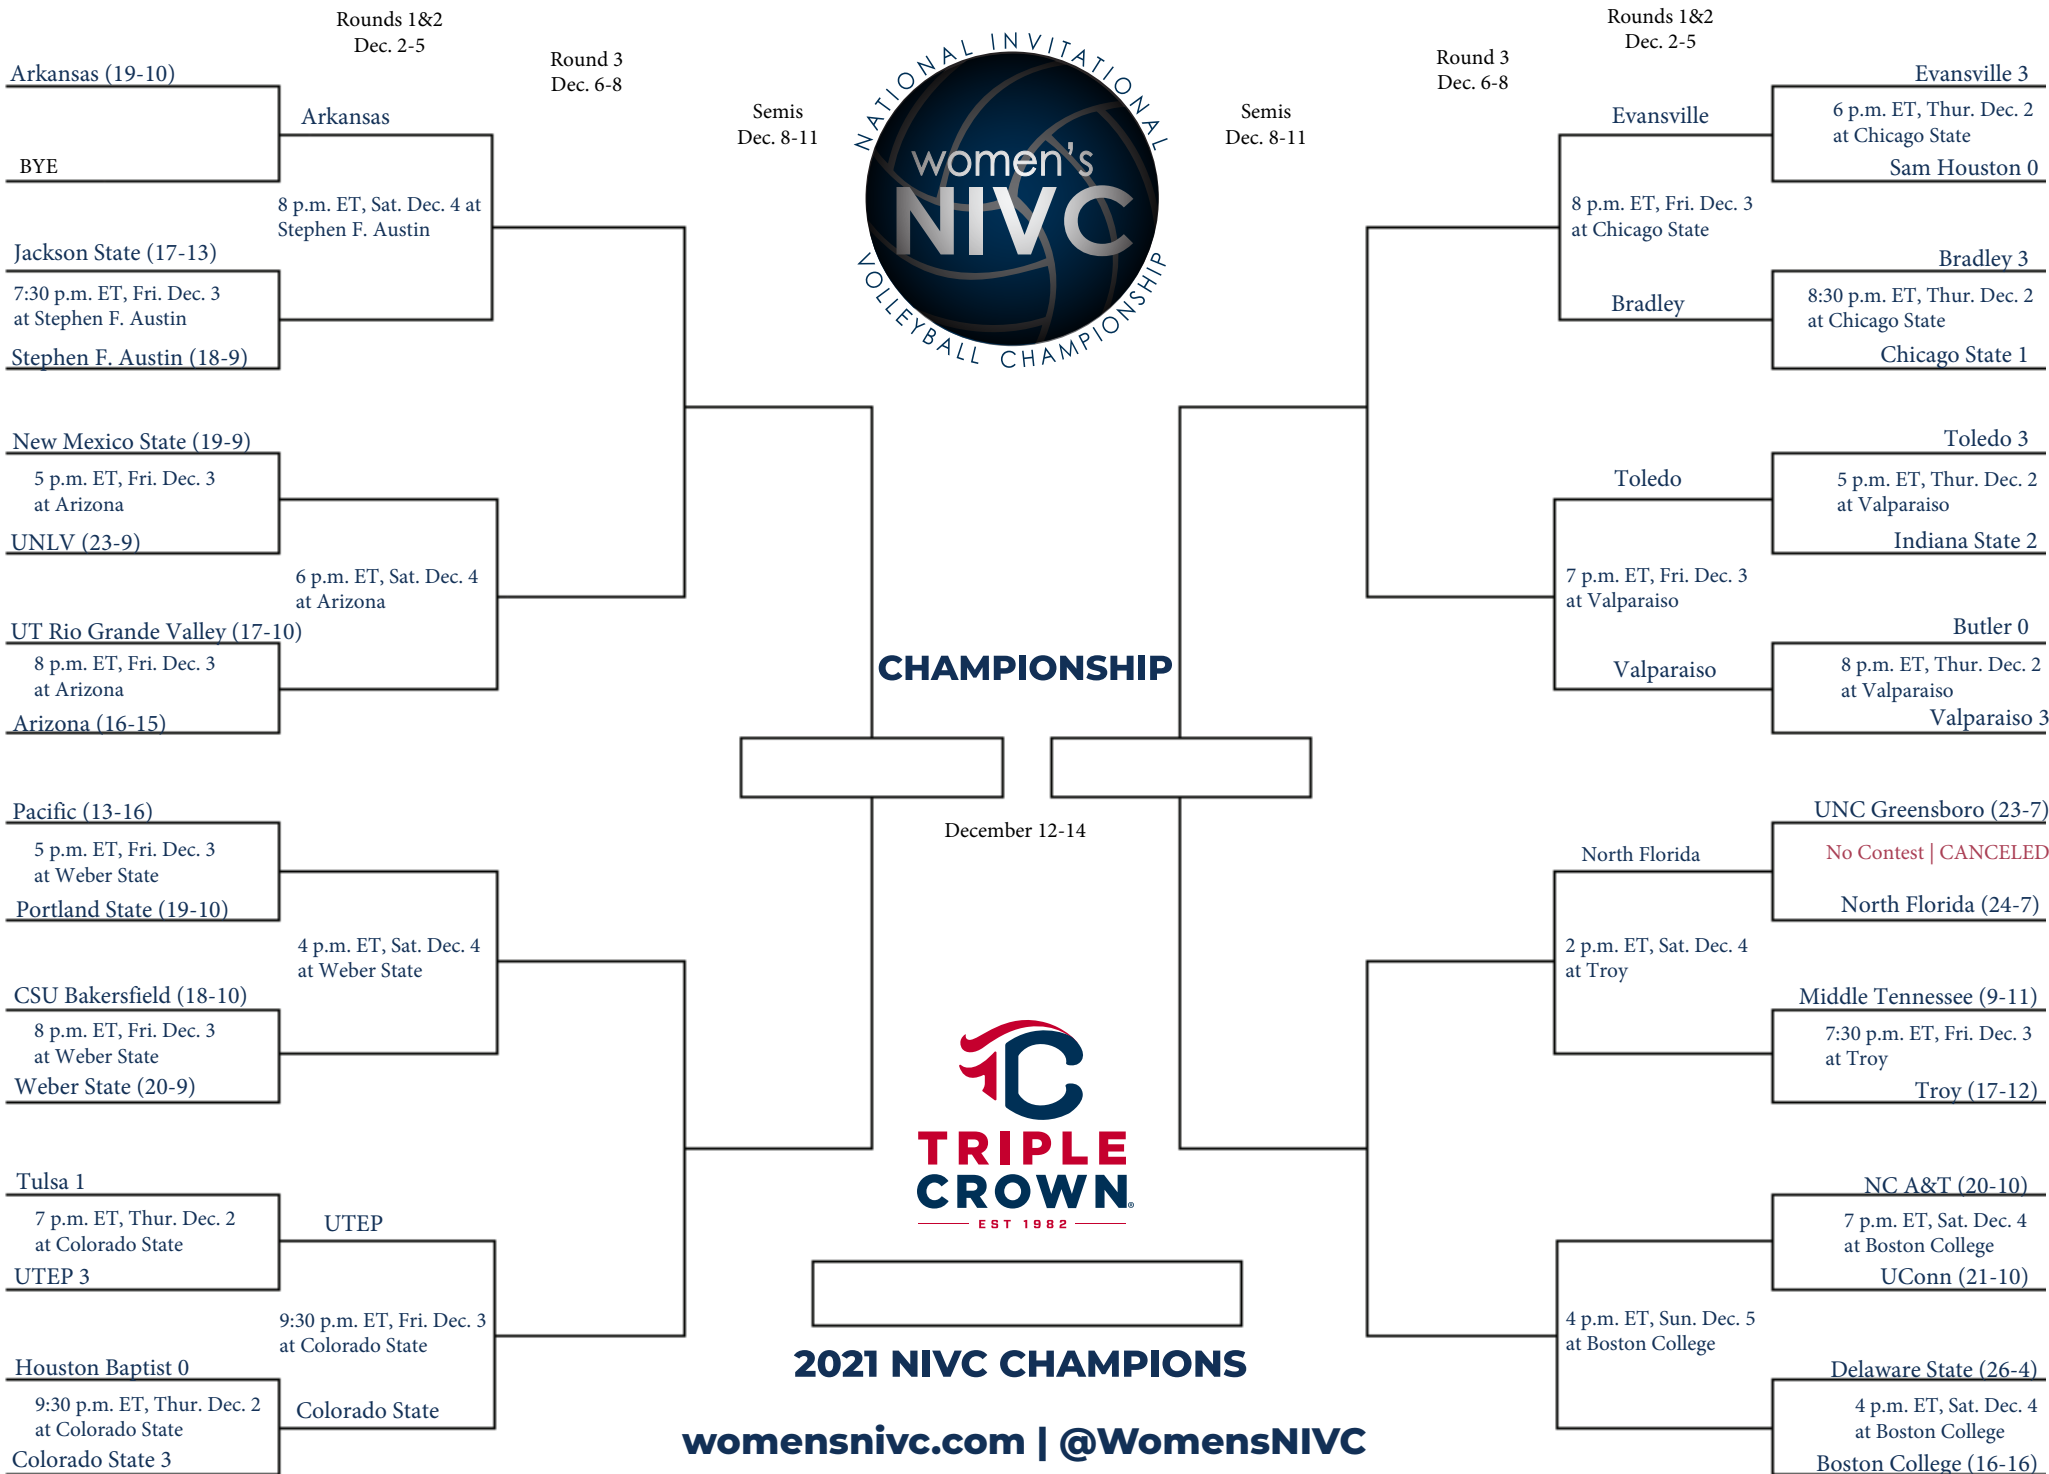 Rounds 1&2
Dec. 2-5
Round 3
Dec. 6-8
Semis
Dec. 8-11
NATIONAL INVITATIONAL
women's
NIVC
VOLLEYBALL CHAMPIONSHIP
Semis
Dec. 8-11
Round 3
Dec. 6-8
Rounds 1&2
Dec. 2-5
Arkansas (19-10)
BYE
Arkansas
8 p.m. ET, Sat. Dec. 4 at
Stephen F. Austin
Jackson State (17-13)
7:30 p.m. ET, Fri. Dec. 3
at Stephen F. Austin
Stephen F. Austin (18-9)
New Mexico State (19-9)
5 p.m. ET, Fri. Dec. 3
at Arizona
UNLV (23-9)
6 p.m. ET, Sat. Dec. 4
at Arizona
UT Rio Grande Valley (17-10)
8 p.m. ET, Fri. Dec. 3
at Arizona
Arizona (16-15)
Pacific (13-16)
5 p.m. ET, Fri. Dec. 3
at Weber State
Portland State (19-10)
4 p.m. ET, Sat. Dec. 4
at Weber State
CSU Bakersfield (18-10)
8 p.m. ET, Fri. Dec. 3
at Weber State
Weber State (20-9)
Tulsa 1
7 p.m. ET, Thur. Dec. 2
at Colorado State
UTEP 3
UTEP
9:30 p.m. ET, Fri. Dec. 3
at Colorado State
Houston Baptist 0
9:30 p.m. ET, Thur. Dec. 2
at Colorado State
Colorado State 3
Colorado State
CHAMPIONSHIP
December 12-14
TRIPLE
CROWN®
EST 1982
2021 NIVC CHAMPIONS
womensnivc.com | @WomensNIVC
Evansville 3
6 p.m. ET, Thur. Dec. 2
at Chicago State
Sam Houston 0
Evansville
8 p.m. ET, Fri. Dec. 3
at Chicago State
Bradley 3
8:30 p.m. ET, Thur. Dec. 2
at Chicago State
Chicago State 1
Bradley
Toledo 3
5 p.m. ET, Thur. Dec. 2
at Valparaiso
Indiana State 2
Toledo
7 p.m. ET, Fri. Dec. 3
at Valparaiso
Butler 0
8 p.m. ET, Thur. Dec. 2
at Valparaiso
Valparaiso 3
Valparaiso
UNC Greensboro (23-7)
No Contest | CANCELED
North Florida (24-7)
North Florida
2 p.m. ET, Sat. Dec. 4
at Troy
Middle Tennessee (9-11)
7:30 p.m. ET, Fri. Dec. 3
at Troy
Troy (17-12)
NC A&T (20-10)
7 p.m. ET, Sat. Dec. 4
at Boston College
UConn (21-10)
4 p.m. ET, Sun. Dec. 5
at Boston College
Delaware State (26-4)
4 p.m. ET, Sat. Dec. 4
at Boston College
Boston College (16-16)